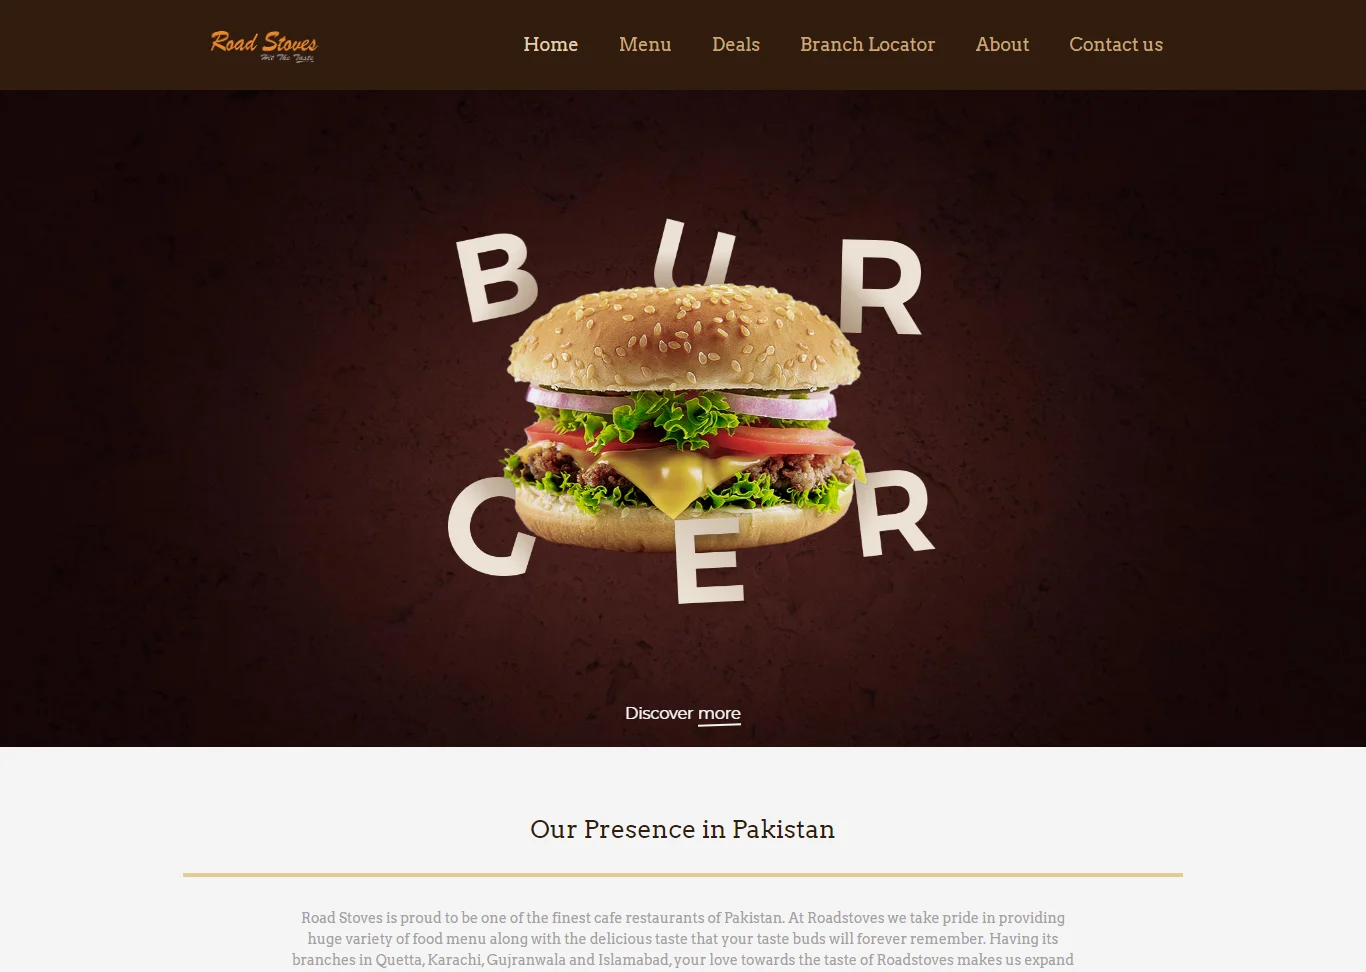 Road Stoves
Hit The Taste
Home Menu Deals Branch Locator About Contact us
B U R
G E R
Discover more
Our Presence in Pakistan
Road Stoves is proud to be one of the finest cafe restaurants of Pakistan. At Roadstoves we take pride in providing
huge variety of food menu along with the delicious taste that your taste buds will forever remember. Having its
branches in Quetta, Karachi, Gujranwala and Islamabad, your love towards the taste of Roadstoves makes us expand